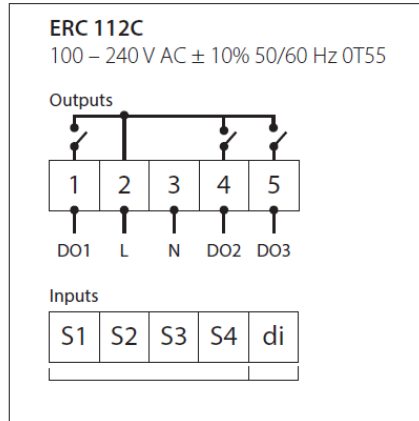 ERC 112C
100 – 240 V AC ± 10% 50/60 Hz 0T55
Outputs
1 2 3 4 5
DO1 L N DO2 DO3
Inputs
S1 S2 S3 S4 di